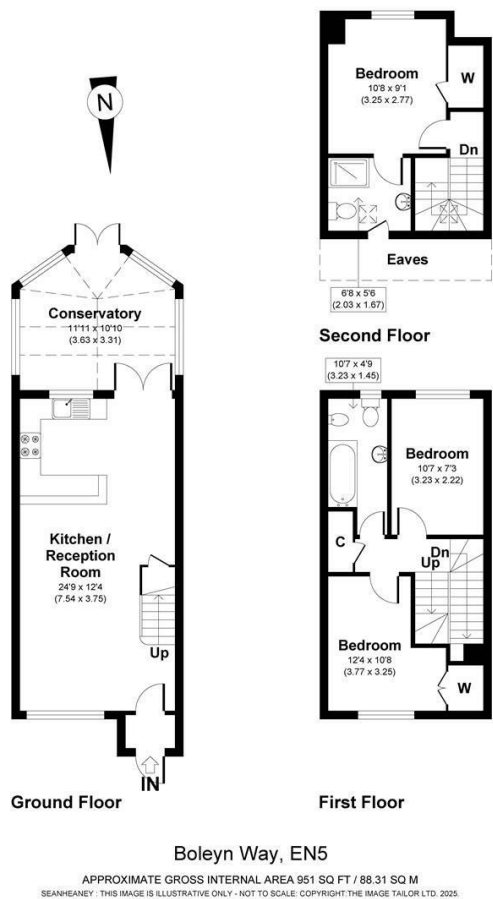 N
Bedroom
10'8 x 9'1
(3.25 x 2.77)
W
Dn
Eaves
6'8 x 5'6
(2.03 x 1.67)
Second Floor
Conservatory
11'11 x 10'10
(3.63 x 3.31)
Kitchen /
Reception
Room
24'9 x 12'4
(7.54 x 3.75)
Up
IN
Ground Floor
10'7 x 4'9
(3.23 x 1.45)
Bedroom
10'7 x 7'3
(3.23 x 2.22)
C
Dn
Up
Bedroom
12'4 x 10'8
(3.77 x 3.25)
W
First Floor
Boleyn Way, EN5
APPROXIMATE GROSS INTERNAL AREA 951 SQ FT / 88.31 SQ M
SEANHEANEY : THIS IMAGE IS ILLUSTRATIVE ONLY - NOT TO SCALE: COPYRIGHT:THE IMAGE TAILOR LTD. 2025.